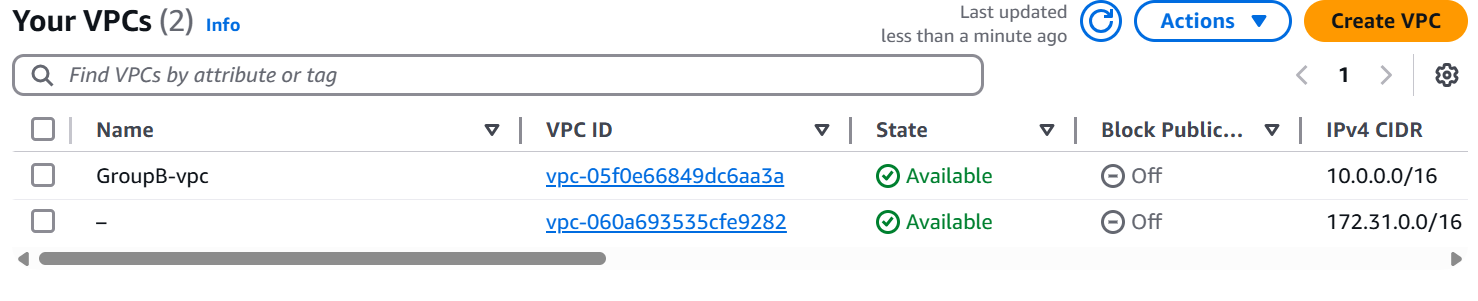 Your VPCs (2) Info
Last updated
less than a minute ago
Actions
Create VPC
Find VPCs by attribute or tag
1
Name VPC ID State Block Public... IPv4 CIDR
GroupB-vpc vpc-05f0e66849dc6aa3a Available Off 10.0.0.0/16
– vpc-060a693535cfe9282 Available Off 172.31.0.0/16